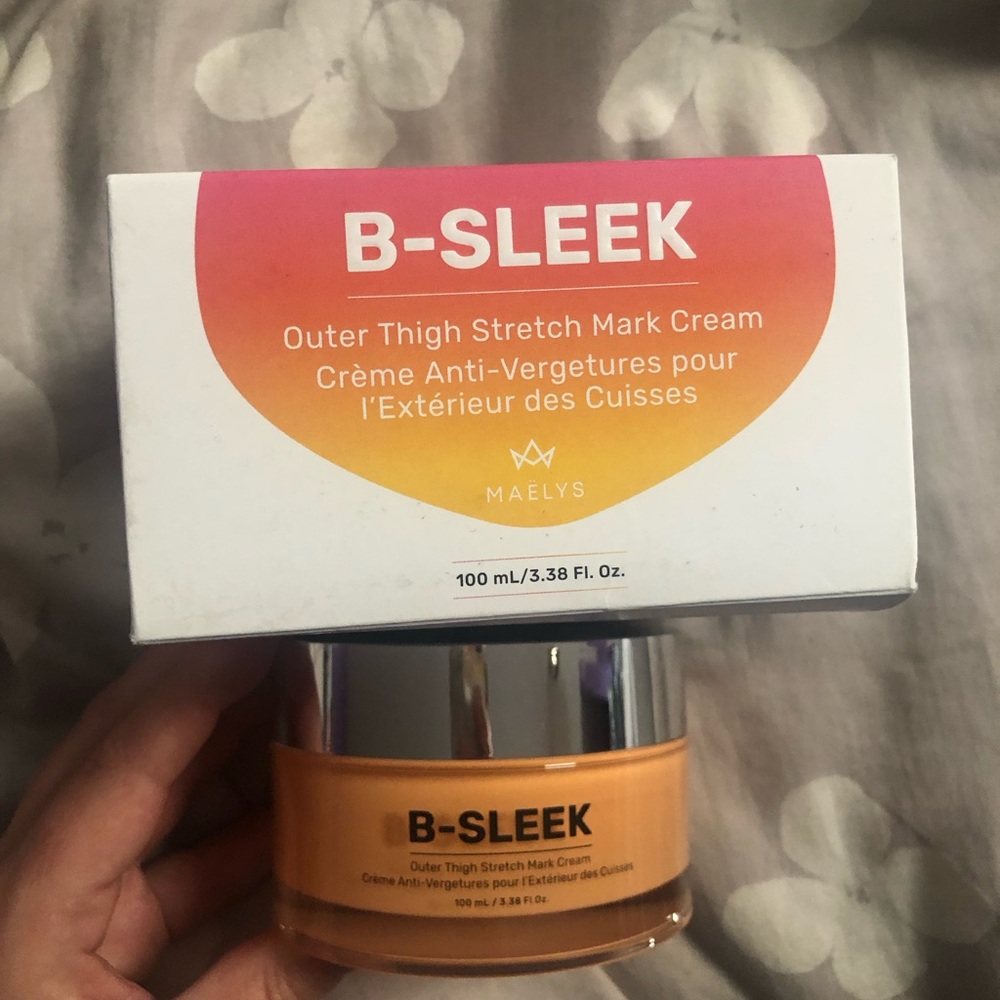 B-SLEEK
Outer Thigh Stretch Mark Cream
Crème Anti-Vergetures pour
l'Extérieur des Cuisses
MAËLYS
100 mL/3.38 Fl. Oz.
B-SLEEK
Outer Thigh Stretch Mark Cream
Crème Anti-Vergetures pour l'Extérieur des Cuisses
100 mL / 3.38 Fl.Oz.